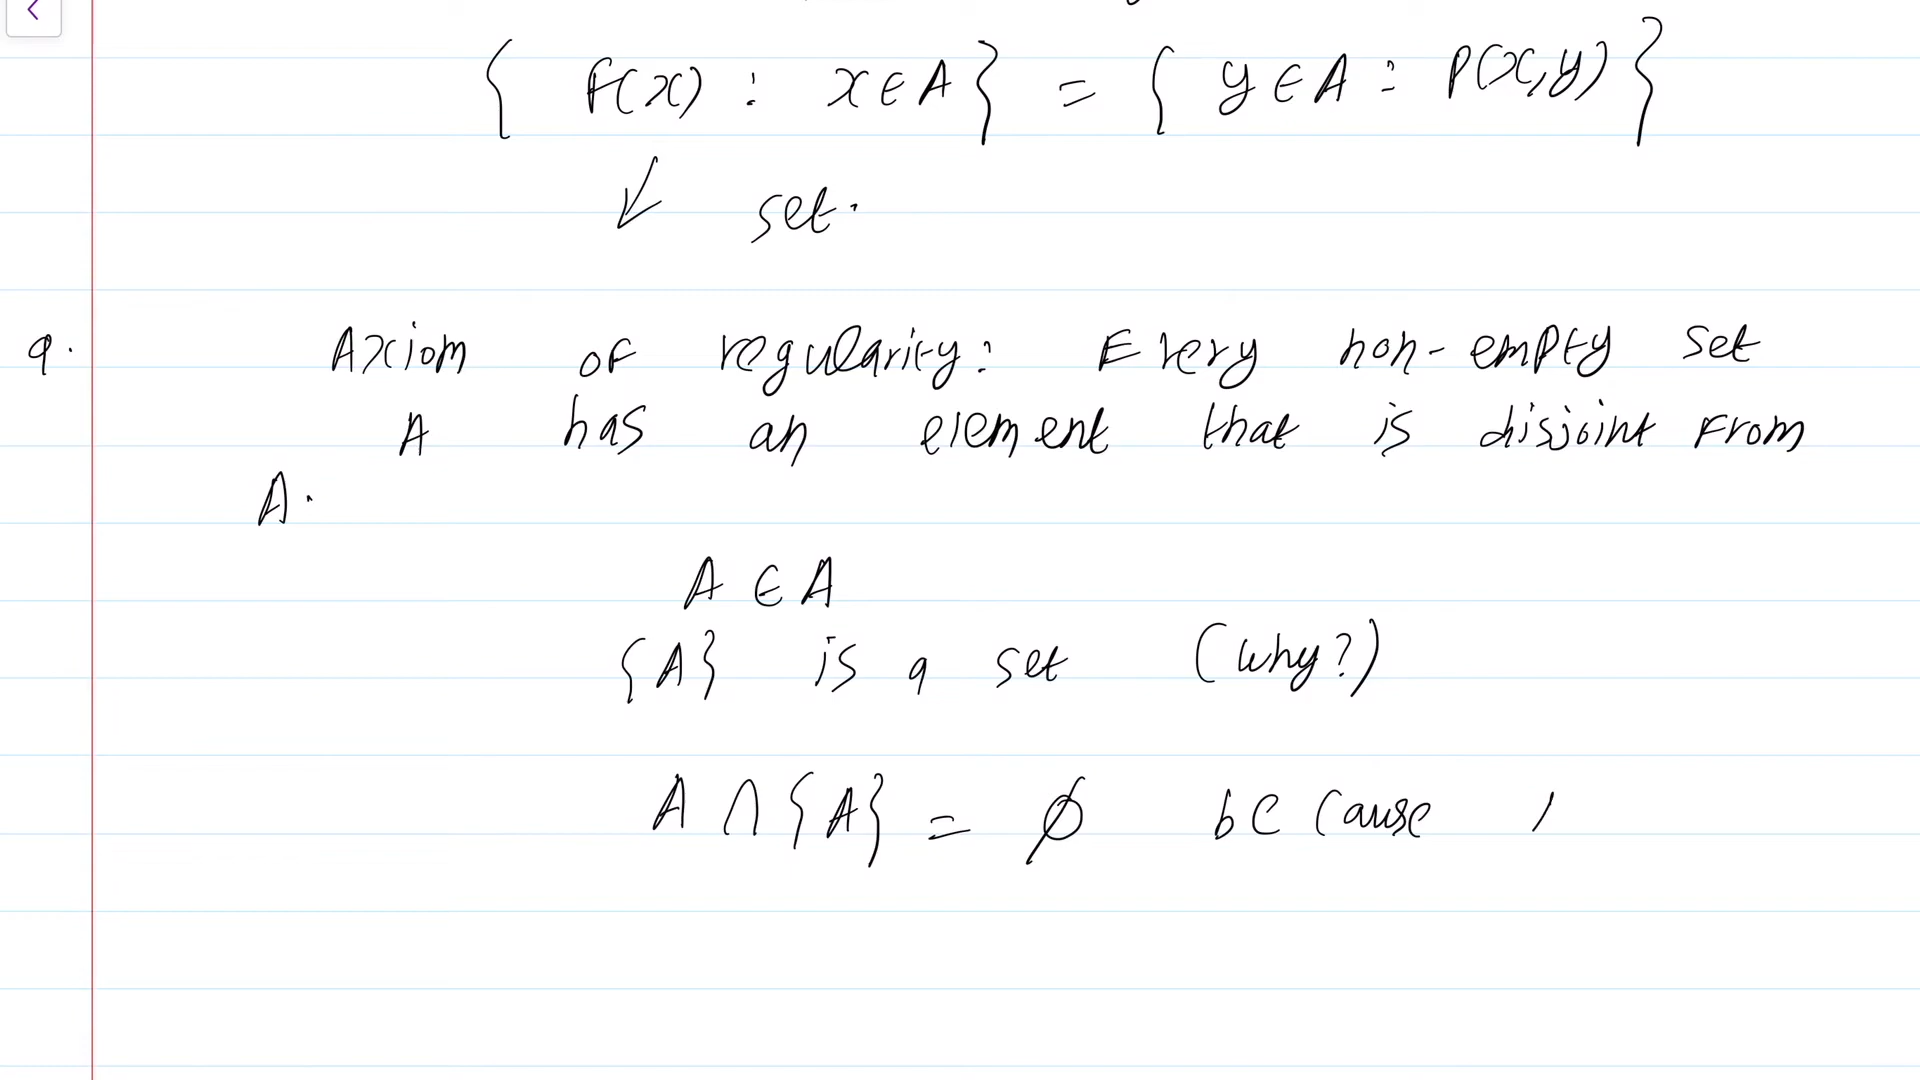 { F(x) : x ∈ A } = { y ∈ A : P(x,y) }
set.
9. Axiom of regularity: Every non-empty set
A has an element that is disjoint from
A.
A ∈ A
{A} is a set (why?)
A ∩ {A} = ∅ because